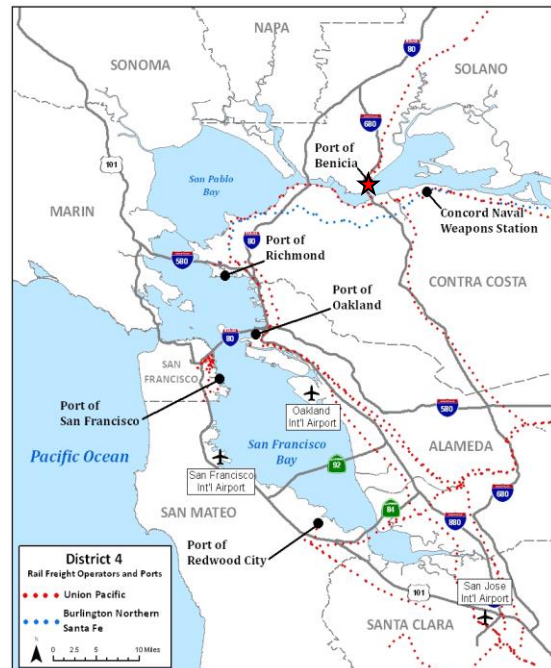 NAPA
80
SONOMA
SOLANO
680
Port of
Benicia
101
San Pablo
Bay
Concord Naval
Weapons Station
MARIN
80
Port of
Richmond
580
CONTRA COSTA
Port of
Oakland
80
SAN
FRANCISCO
Port of
San Francisco
Oakland
Int'l Airport
580
San Francisco
Bay
ALAMEDA
Pacific Ocean
92
San Francisco
Int'l Airport
84
680
SAN MATEO
880
Port of
Redwood City
District 4
Rail Freight Operators and Ports
Union Pacific
Burlington Northern
Santa Fe
N
0 5 10 Miles
101
San Jose
Int'l Airport
SANTA CLARA